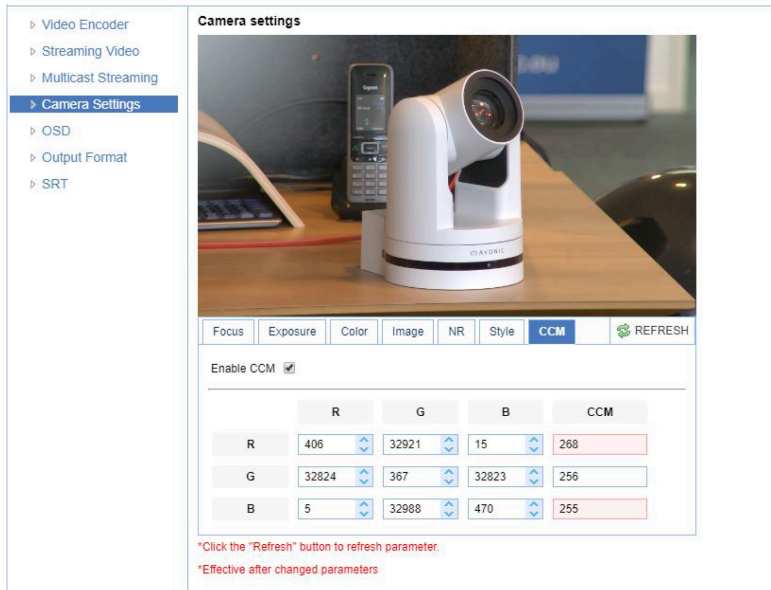 Video Encoder
Camera settings
Streaming Video
Multicast Streaming
Camera Settings
OSD
Output Format
SRT
Gigaset
AVONIC
Focus Exposure Color Image NR Style CCM REFRESH
Enable CCM
R G B CCM
R 406 32921 15 268
G 32824 367 32823 256
B 5 32988 470 255
*Click the "Refresh" button to refresh parameter.
*Effective after changed parameters